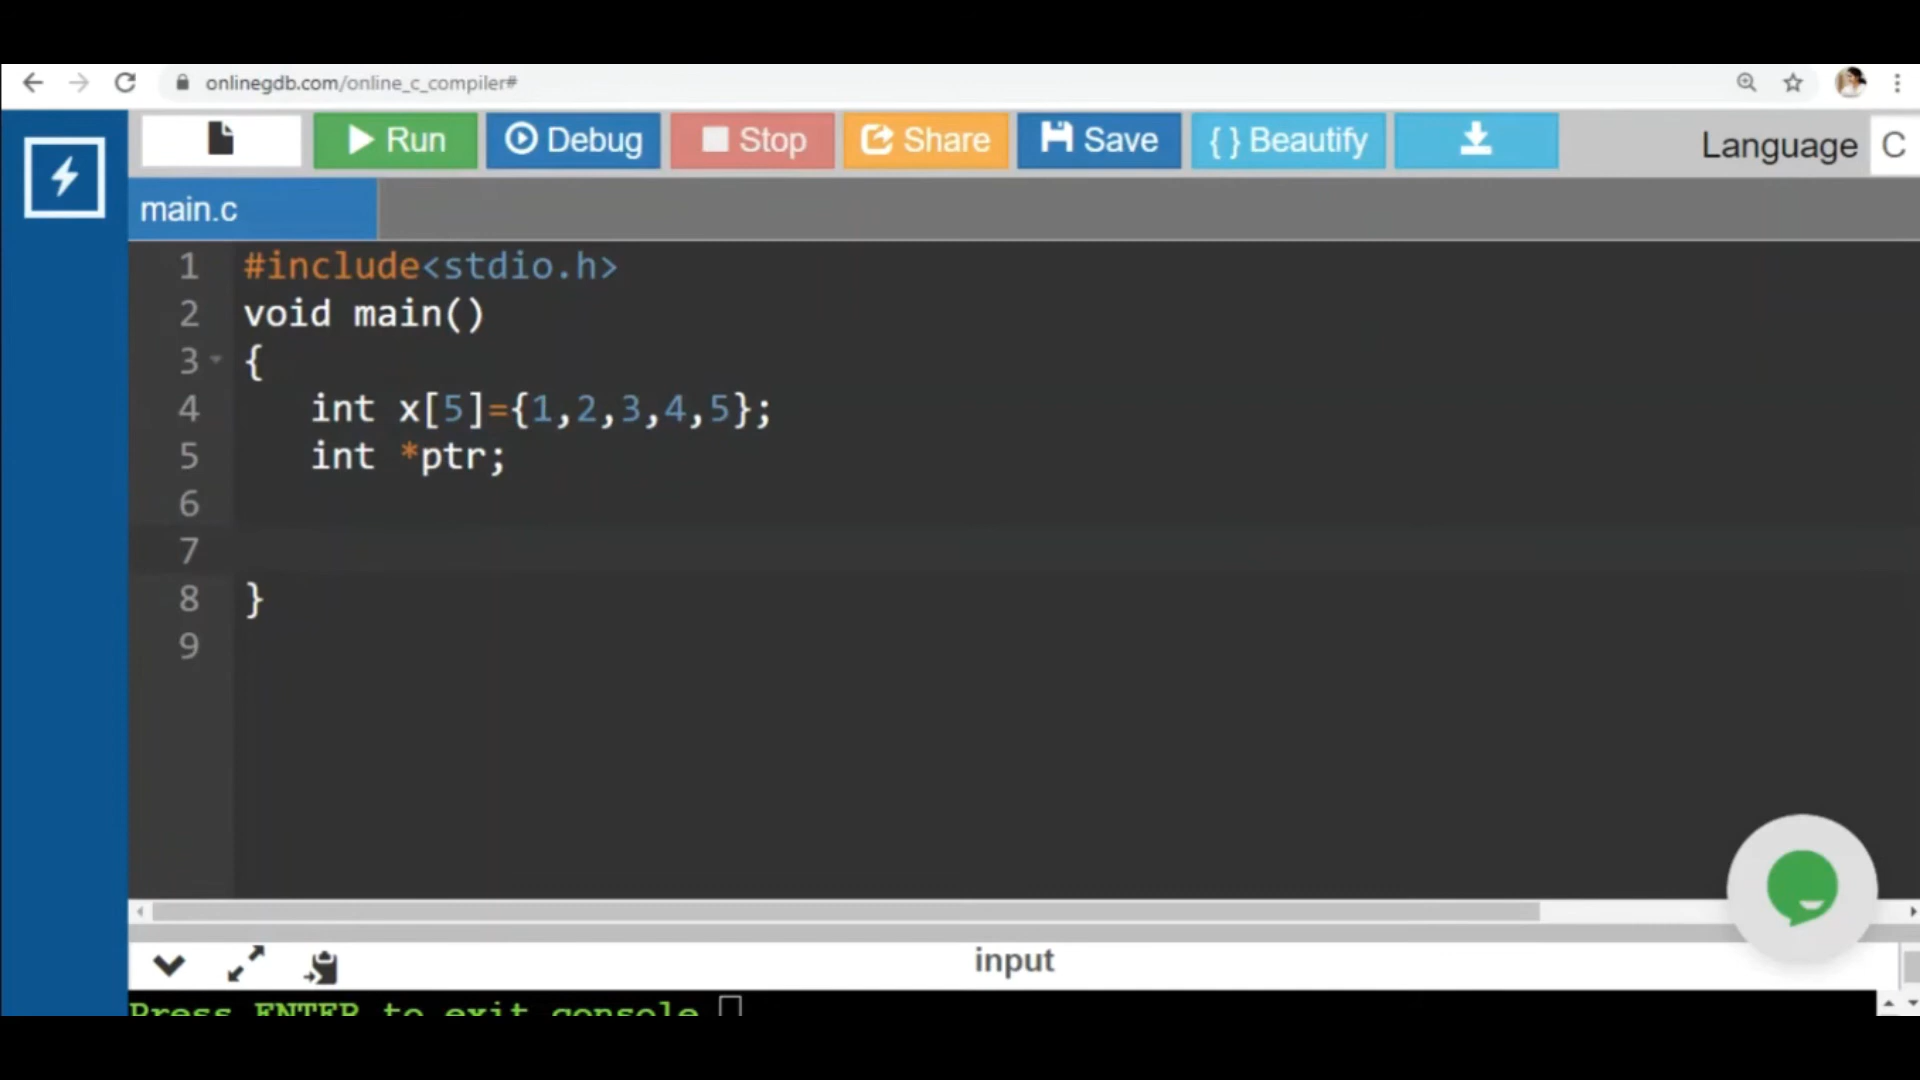 onlinegdb.com/online_c_compiler#
Run Debug Stop Share Save { } Beautify Language C
main.c
1 #include<stdio.h>
2 void main()
3 {
4 int x[5]={1,2,3,4,5};
5 int *ptr;
6
7
8 }
9
input
Press ENTER to exit console.